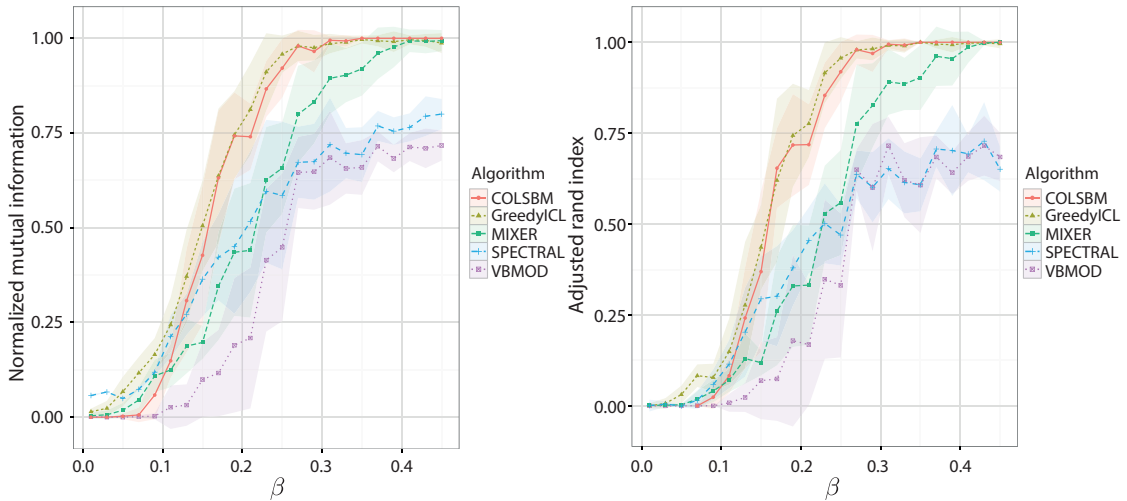 Normalized mutual information
1.00
0.75
0.50
0.25
0.00
0.0 0.1 0.2 0.3 0.4
β
Algorithm
COLSBM
GreedyICL
MIXER
SPECTRAL
VBMOD
Adjusted rand index
1.00
0.75
0.50
0.25
0.00
0.0 0.1 0.2 0.3 0.4
β
Algorithm
COLSBM
GreedyICL
MIXER
SPECTRAL
VBMOD